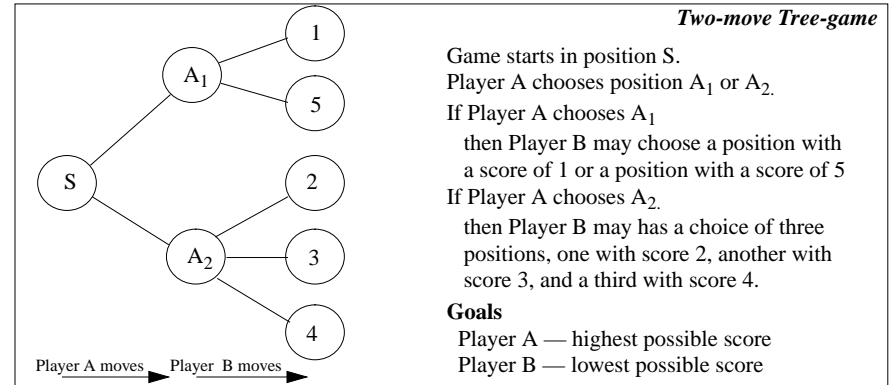 Two-move Tree-game
1
A1
5
S
2
A2
3
4
Player A moves
Player B moves
Game starts in position S.
Player A chooses position A1 or A2.
If Player A chooses A1
then Player B may choose a position with
a score of 1 or a position with a score of 5
If Player A chooses A2.
then Player B may has a choice of three
positions, one with score 2, another with
score 3, and a third with score 4.
Goals
Player A — highest possible score
Player B — lowest possible score